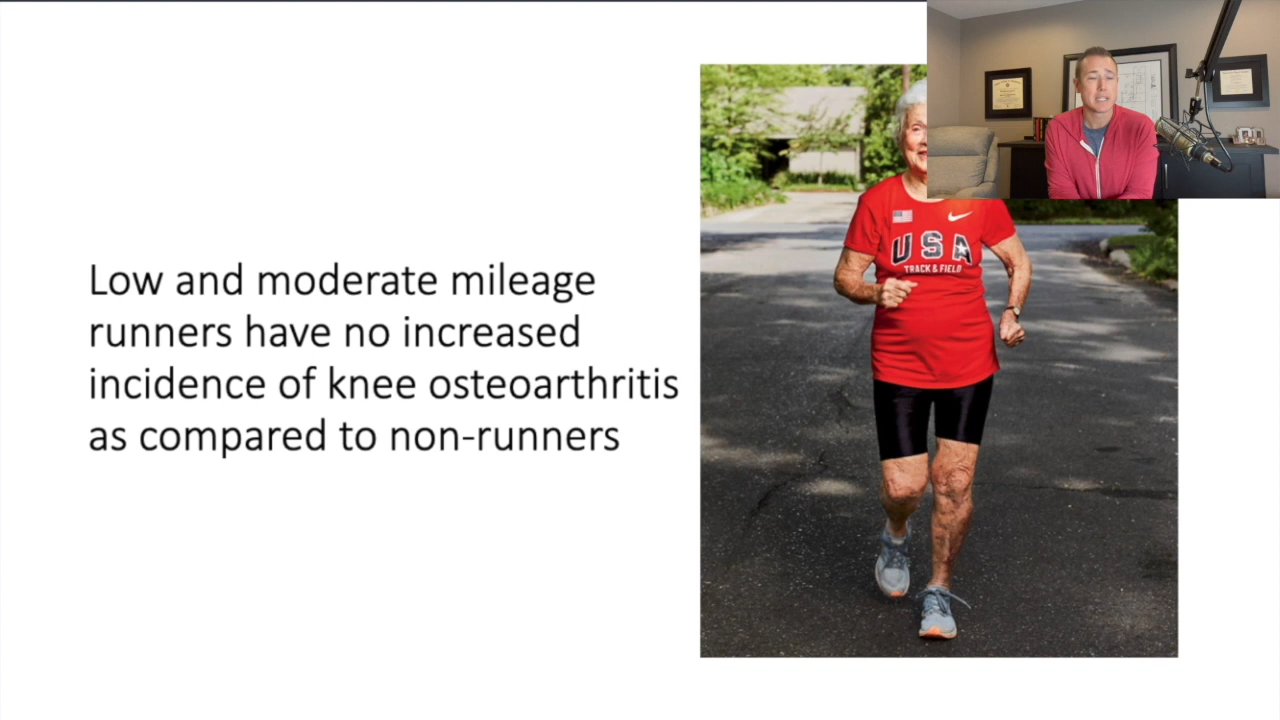 Low and moderate mileage
runners have no increased
incidence of knee osteoarthritis
as compared to non-runners
USA
TRACK & FIELD